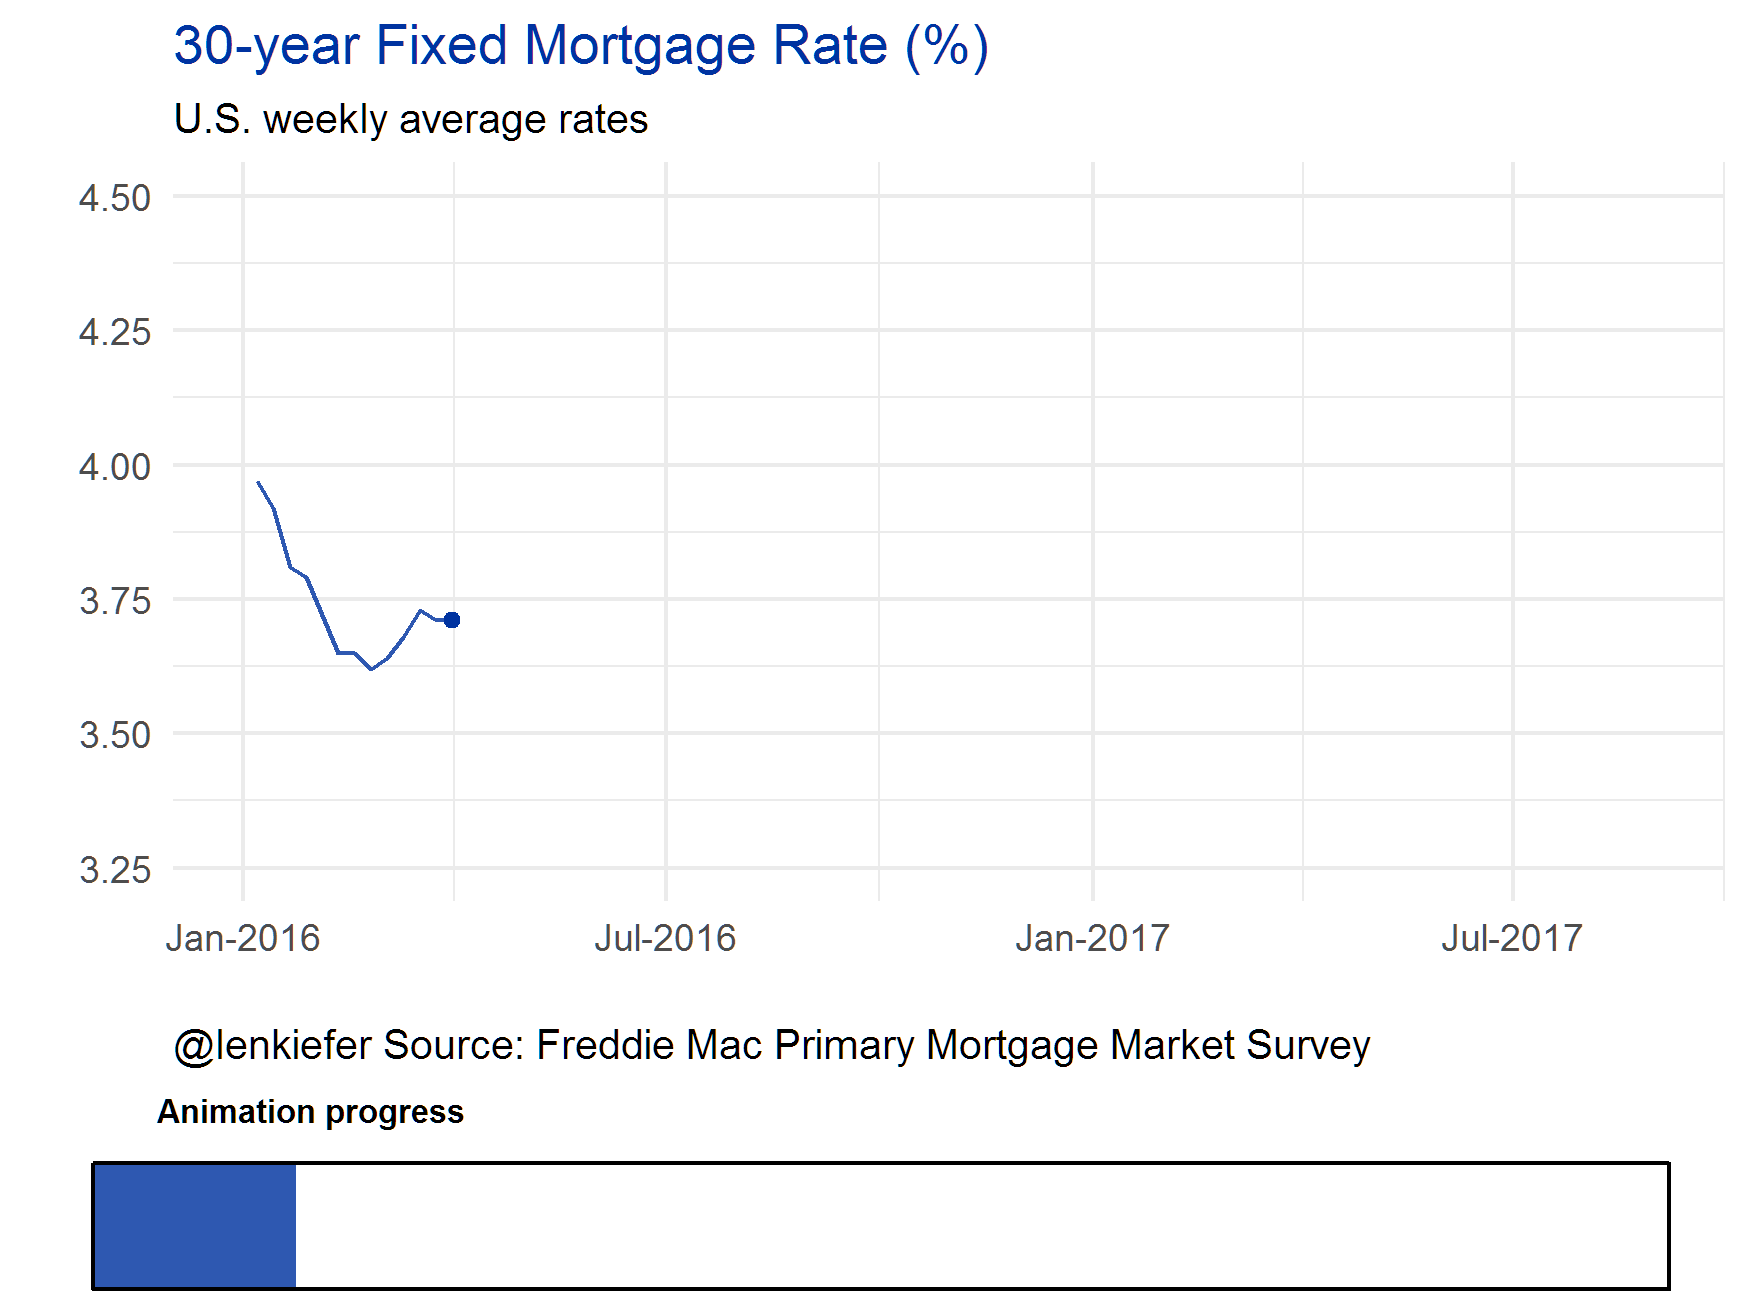 30-year Fixed Mortgage Rate (%)
U.S. weekly average rates
4.50
4.25
4.00
3.75
3.50
3.25
Jan-2016 Jul-2016 Jan-2017 Jul-2017
@lenkiefer Source: Freddie Mac Primary Mortgage Market Survey
Animation progress